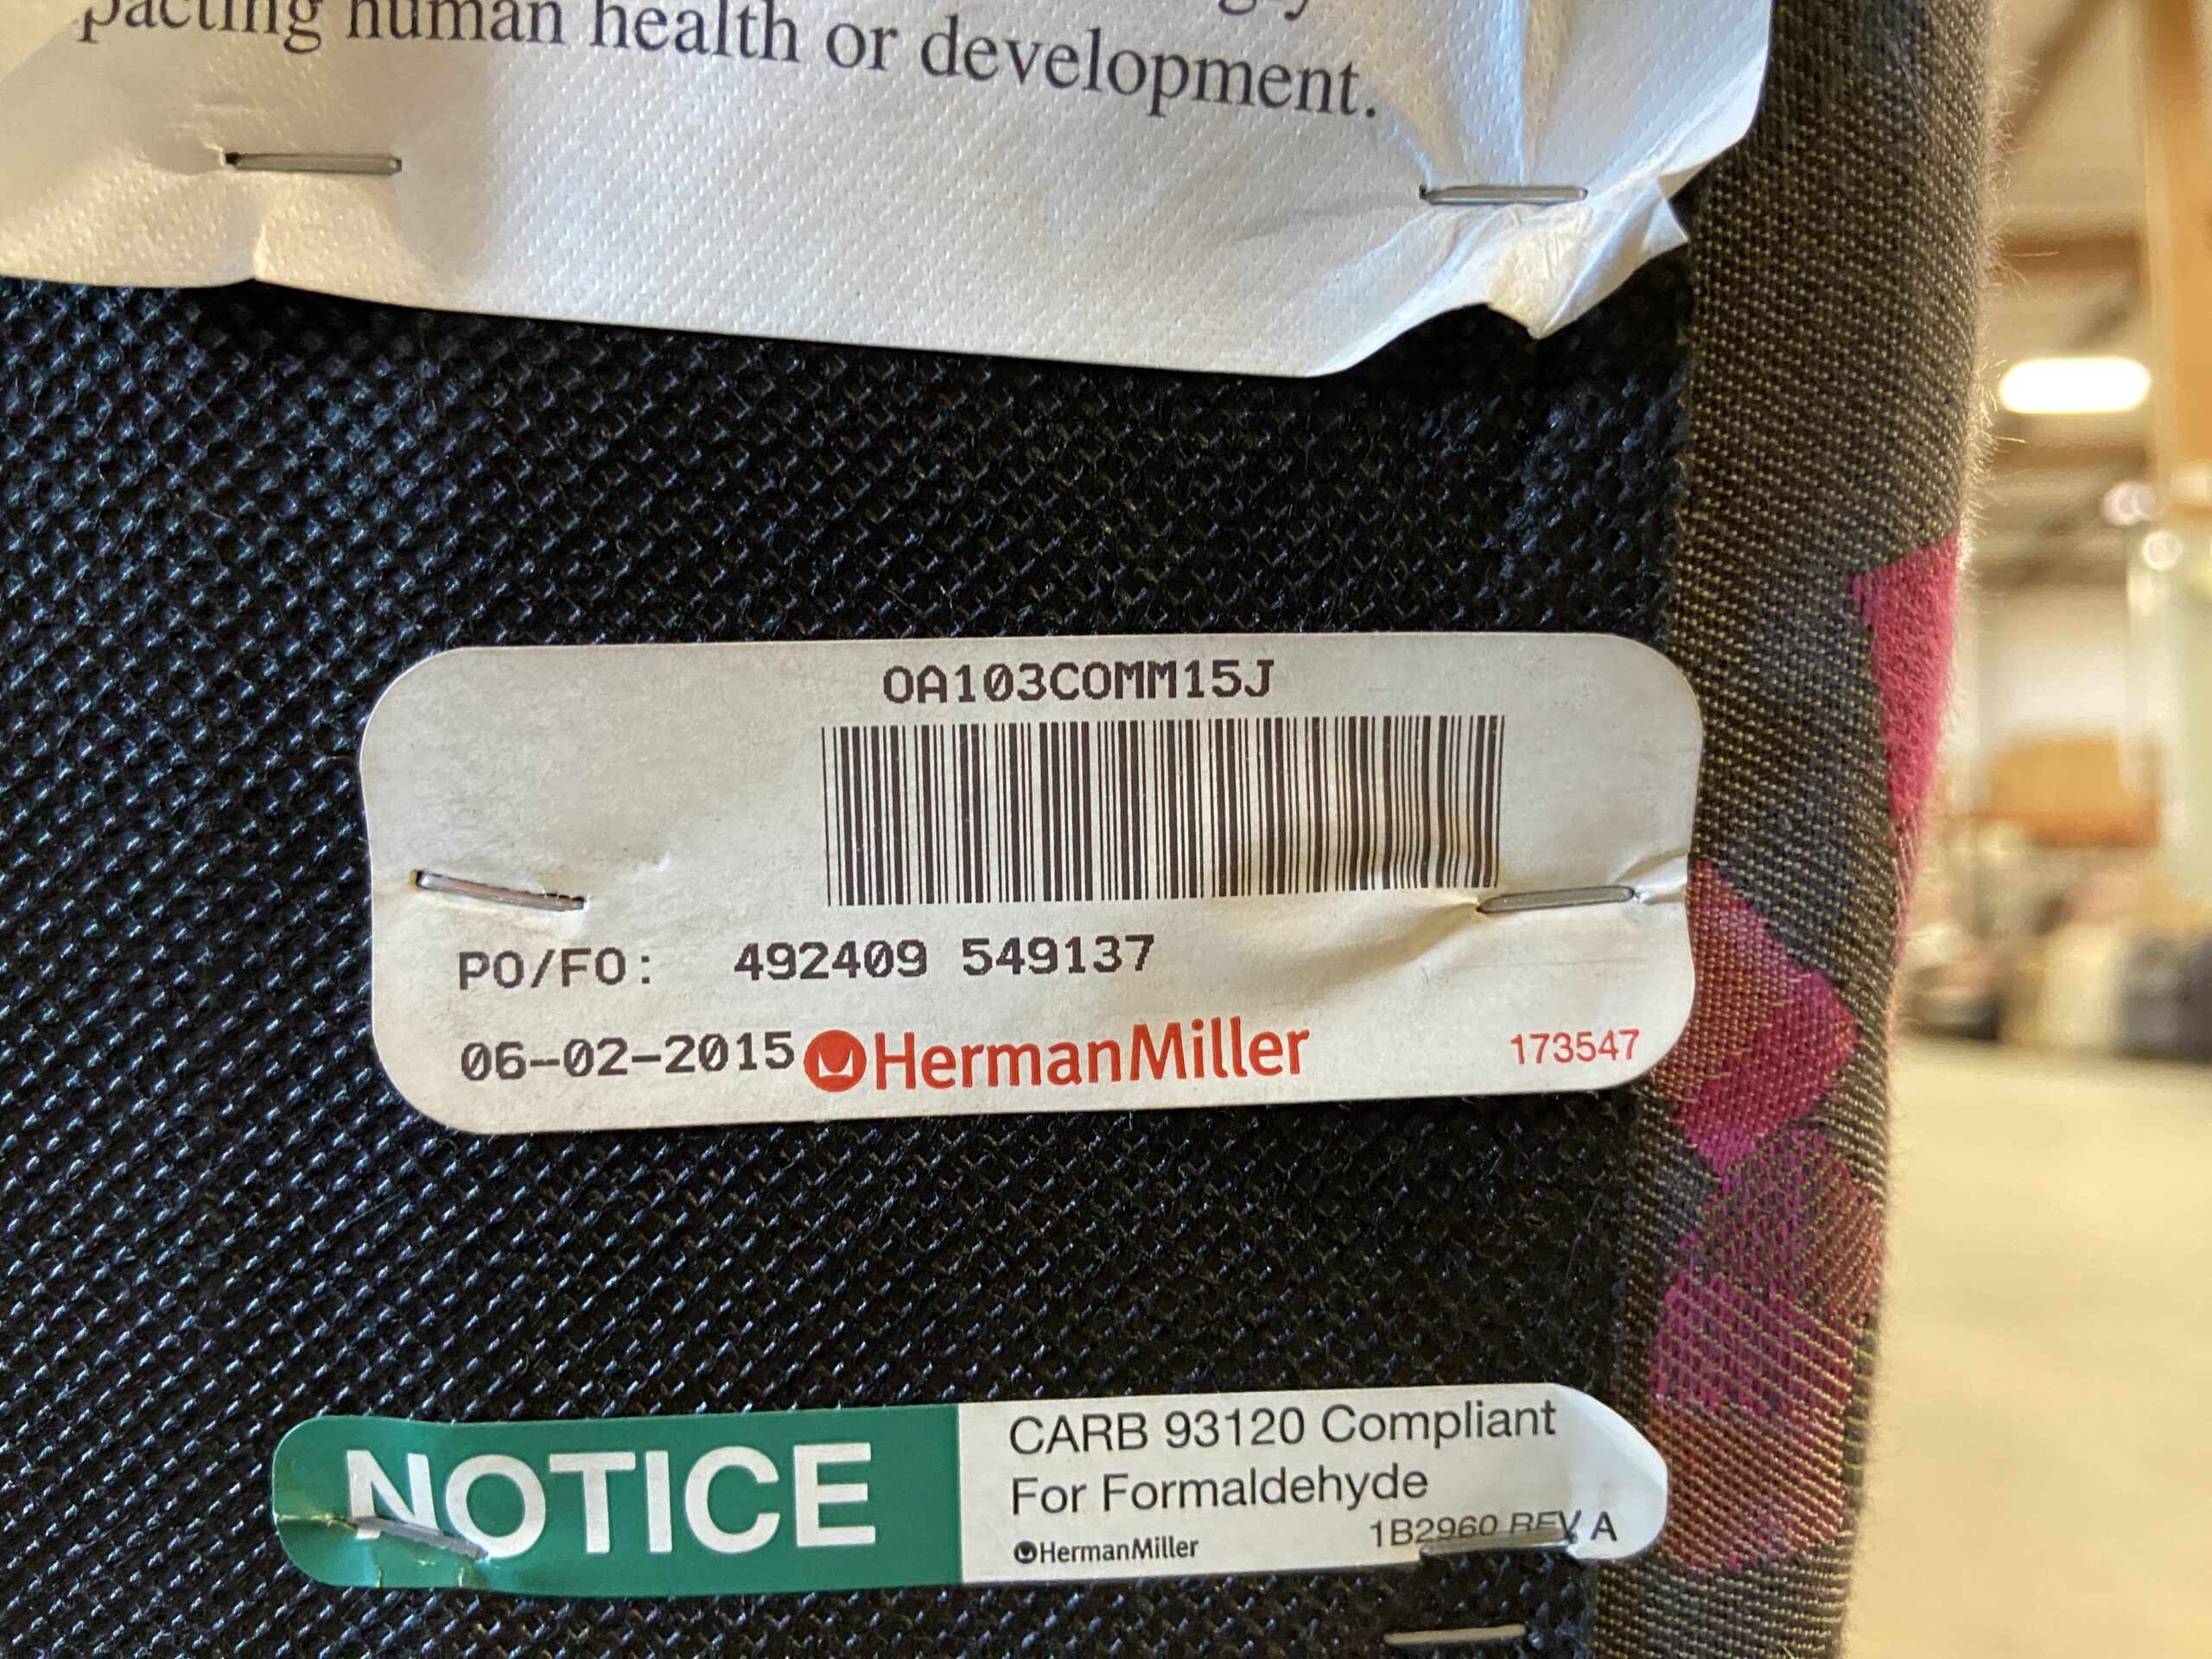 pacting human health or development.
OA103COMM15J
PO/FO: 492409 549137
06-02-2015 HermanMiller 173547
NOTICE
CARB 93120 Compliant
For Formaldehyde
HermanMiller 1B2960 REV A